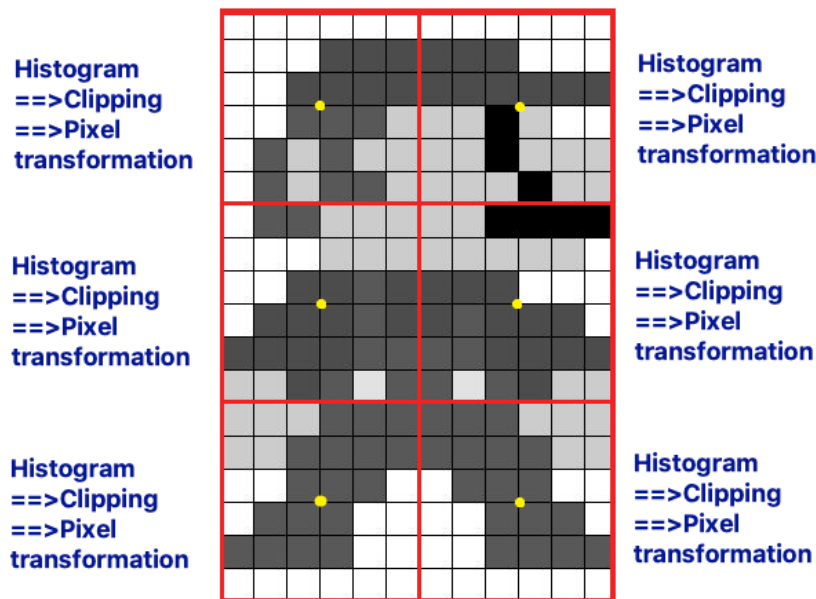 Histogram
==>Clipping
==>Pixel
transformation
Histogram
==>Clipping
==>Pixel
transformation
Histogram
==>Clipping
==>Pixel
transformation
Histogram
==>Clipping
==>Pixel
transformation
Histogram
==>Clipping
==>Pixel
transformation
Histogram
==>Clipping
==>Pixel
transformation